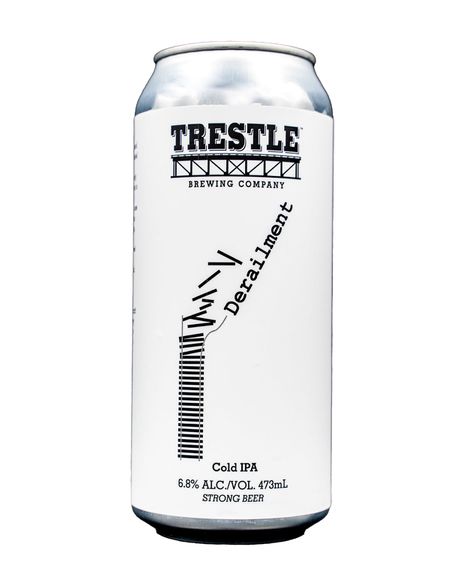 TRESTLE
BREWING COMPANY
Derailment
Cold IPA
6.8% ALC./VOL. 473mL
STRONG BEER